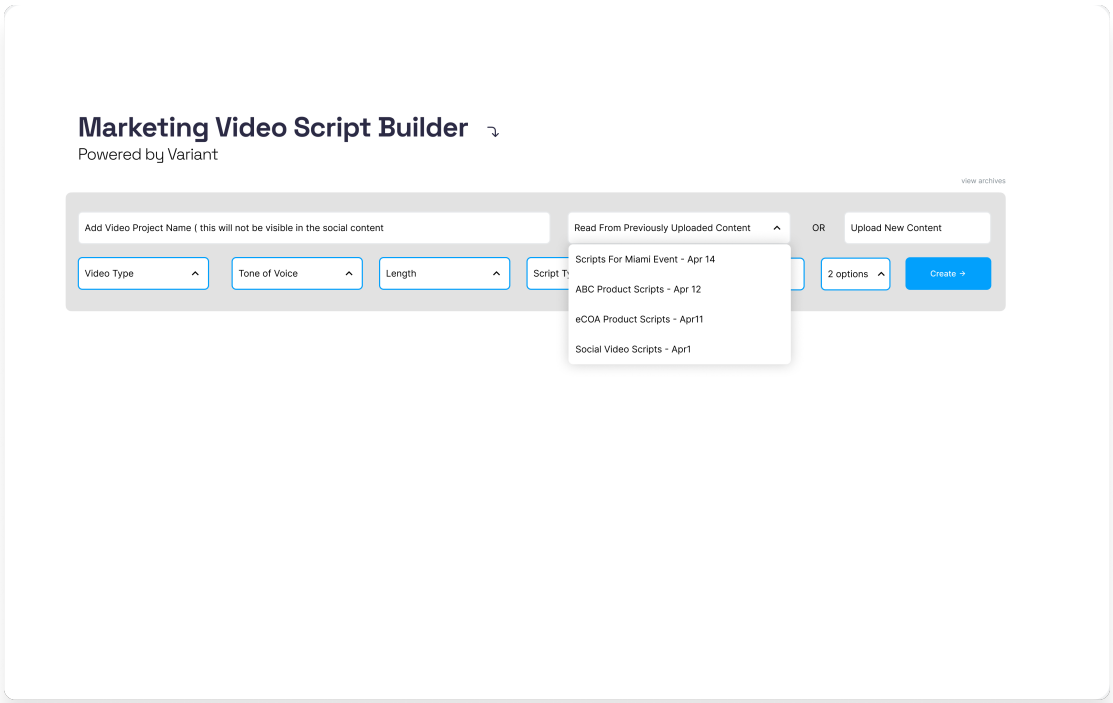 Marketing Video Script Builder
Powered by Variant
view archives
Add Video Project Name ( this will not be visible in the social content
Read From Previously Uploaded Content
OR
Upload New Content
Video Type
Tone of Voice
Length
Script
2 options
Create →
Scripts For Miami Event - Apr 14
ABC Product Scripts - Apr 12
eCOA Product Scripts - Apr11
Social Video Scripts - Apr1